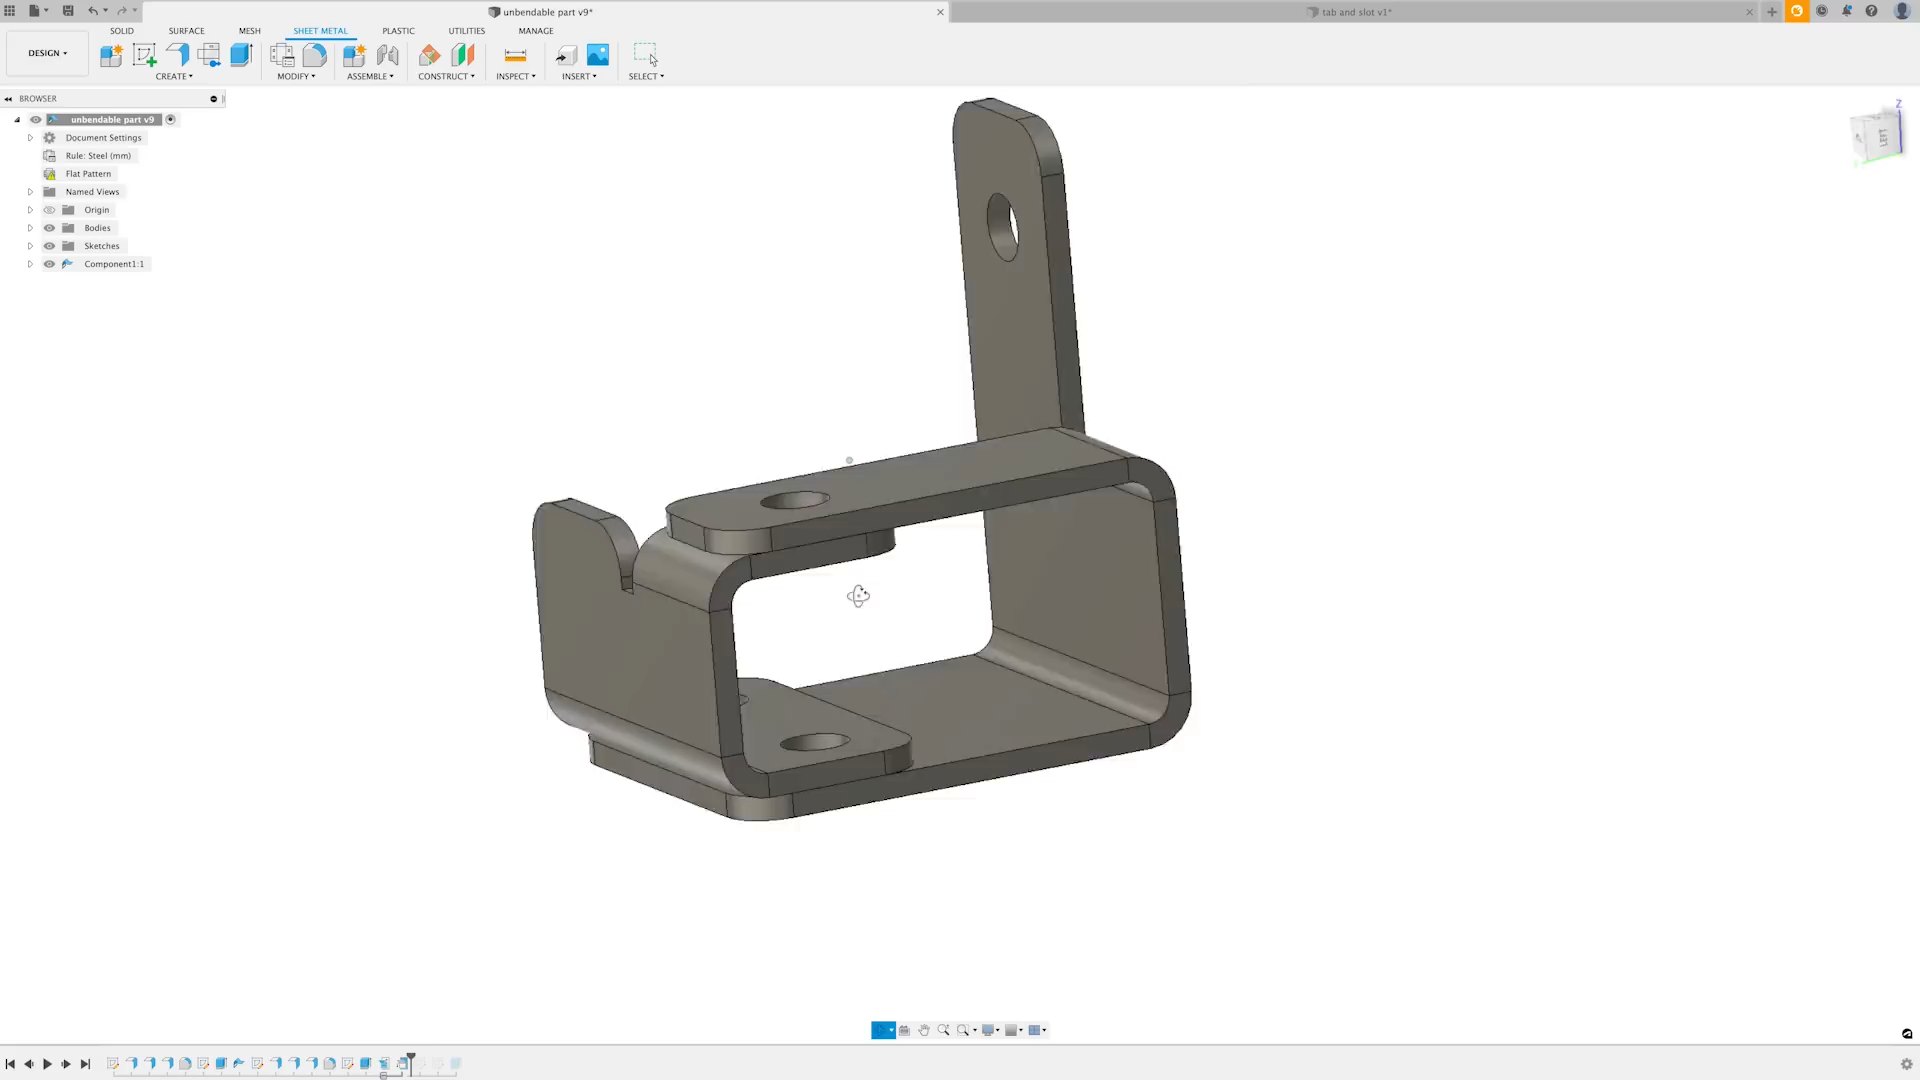 unbendable part v9*
tab and slot v1*
DESIGN
SOLID
SURFACE
MESH
SHEET METAL
PLASTIC
UTILITIES
MANAGE
CREATE
MODIFY
ASSEMBLE
CONSTRUCT
INSPECT
INSERT
SELECT
BROWSER
unbendable part v9
Document Settings
Rule: Steel (mm)
Flat Pattern
Named Views
Origin
Bodies
Sketches
Component1:1
Z
LEFT